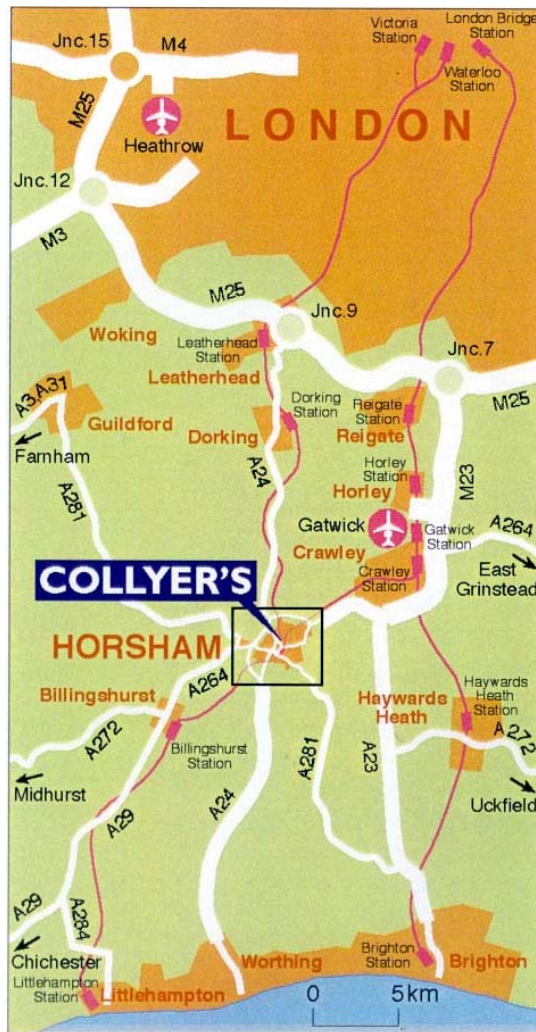 Victoria
Station
London Bridge
Station
Waterloo
Station
Jnc.15
M4
M25
Heathrow
LONDON
Jnc.12
M3
M25
Jnc.9
Woking
Leatherhead
Station
Leatherhead
Jnc.7
M25
A3,A31
Guildford
Farnham
A281
Dorking
Station
Dorking
A24
Reigate
Station
Reigate
Horley
Station
Horley
M23
Gatwick
Gatwick
Station
A264
Crawley
Crawley
Station
East
Grinstead
COLLYER'S
HORSHAM
A264
Billingshurst
A272
Billingshurst
Station
Midhurst
A29
A24
A281
Haywards
Heath
Station
Haywards
Heath
A272
A23
Uckfield
A29
A284
Chichester
Littlehampton
Station
Littlehampton
Worthing
Brighton
Station
Brighton
0 5km